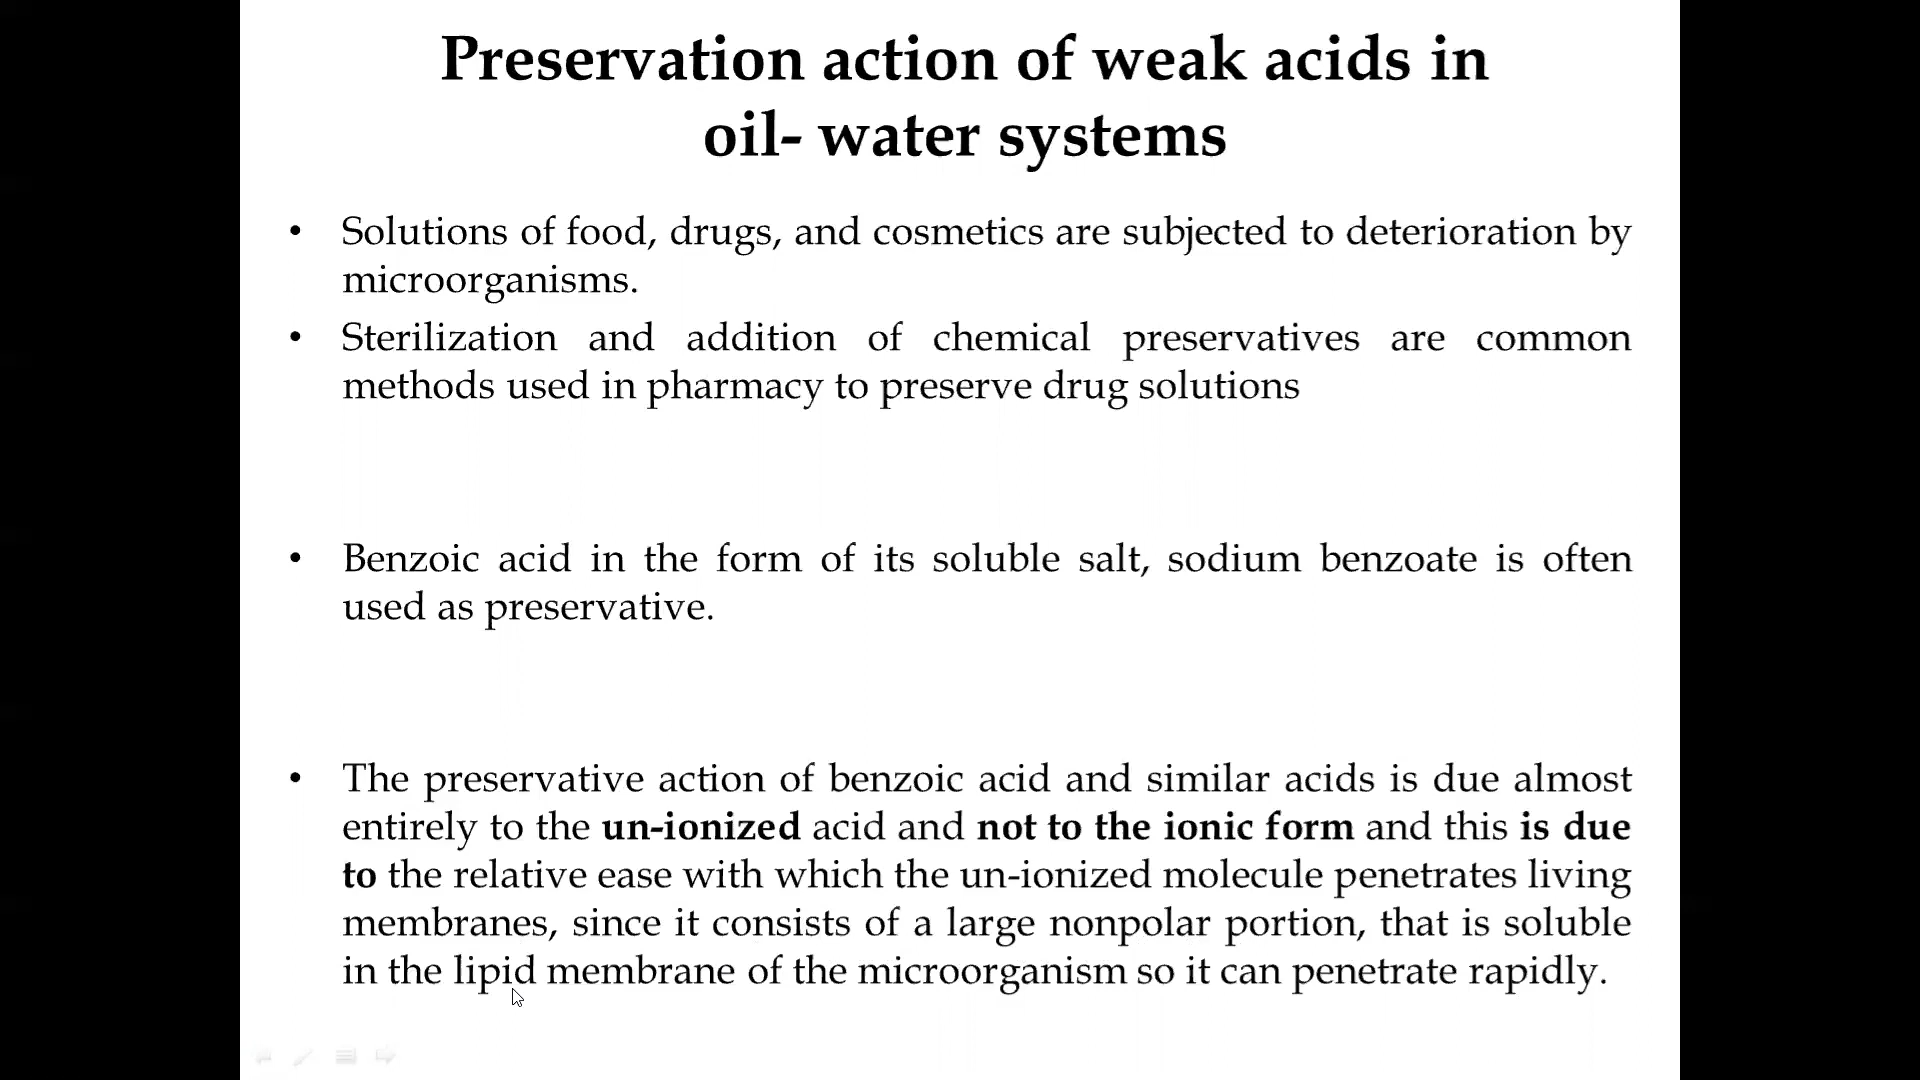 Preservation action of weak acids in
oil- water systems
• Solutions of food, drugs, and cosmetics are subjected to deterioration by
microorganisms.
• Sterilization and addition of chemical preservatives are common
methods used in pharmacy to preserve drug solutions
• Benzoic acid in the form of its soluble salt, sodium benzoate is often
used as preservative.
• The preservative action of benzoic acid and similar acids is due almost
entirely to the un-ionized acid and not to the ionic form and this is due
to the relative ease with which the un-ionized molecule penetrates living
membranes, since it consists of a large nonpolar portion, that is soluble
in the lipid membrane of the microorganism so it can penetrate rapidly.